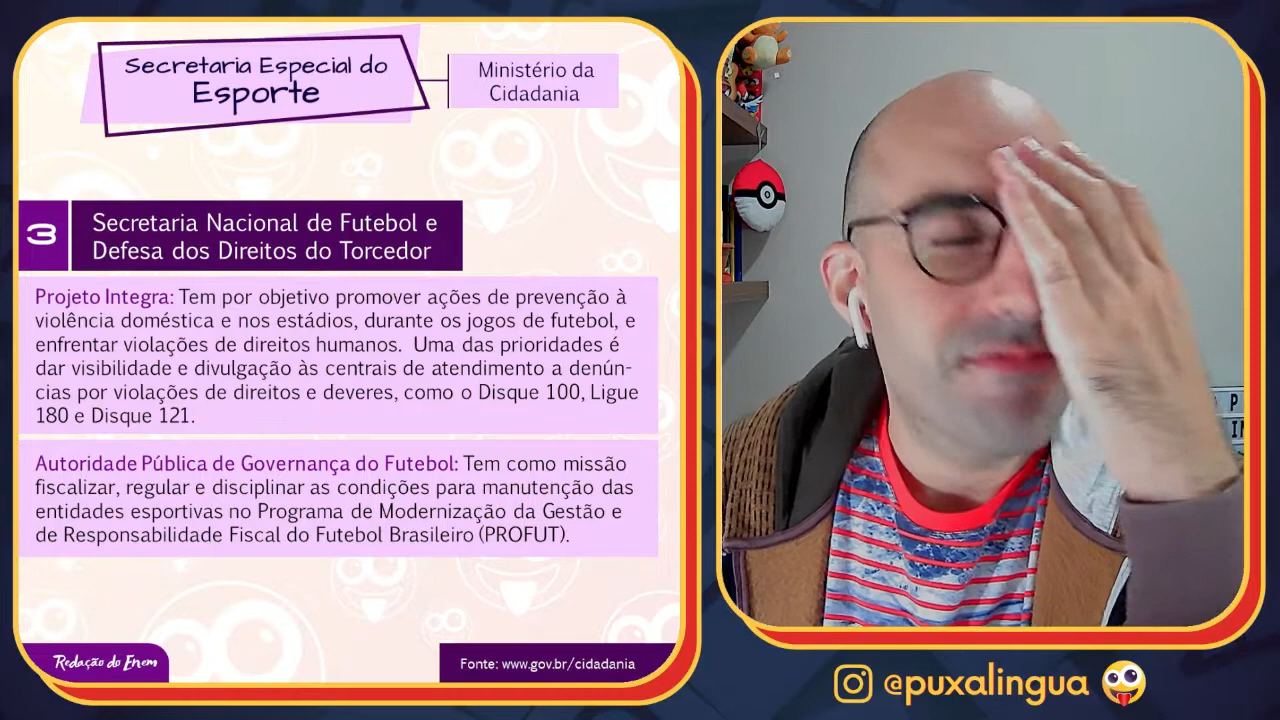 Secretaria Especial do
Esporte
Ministério da
Cidadania
3
Secretaria Nacional de Futebol e
Defesa dos Direitos do Torcedor
Projeto Integra: Tem por objetivo promover ações de prevenção à
violência doméstica e nos estádios, durante os jogos de futebol, e
enfrentar violações de direitos humanos. Uma das prioridades é
dar visibilidade e divulgação às centrais de atendimento a denún-
cias por violações de direitos e deveres, como o Disque 100, Ligue
180 e Disque 121.
Autoridade Pública de Governança do Futebol: Tem como missão
fiscalizar, regular e disciplinar as condições para manutenção das
entidades esportivas no Programa de Modernização da Gestão e
de Responsabilidade Fiscal do Futebol Brasileiro (PROFUT).
Redação do Enem
Fonte: www.gov.br/cidadania
@puxalingua